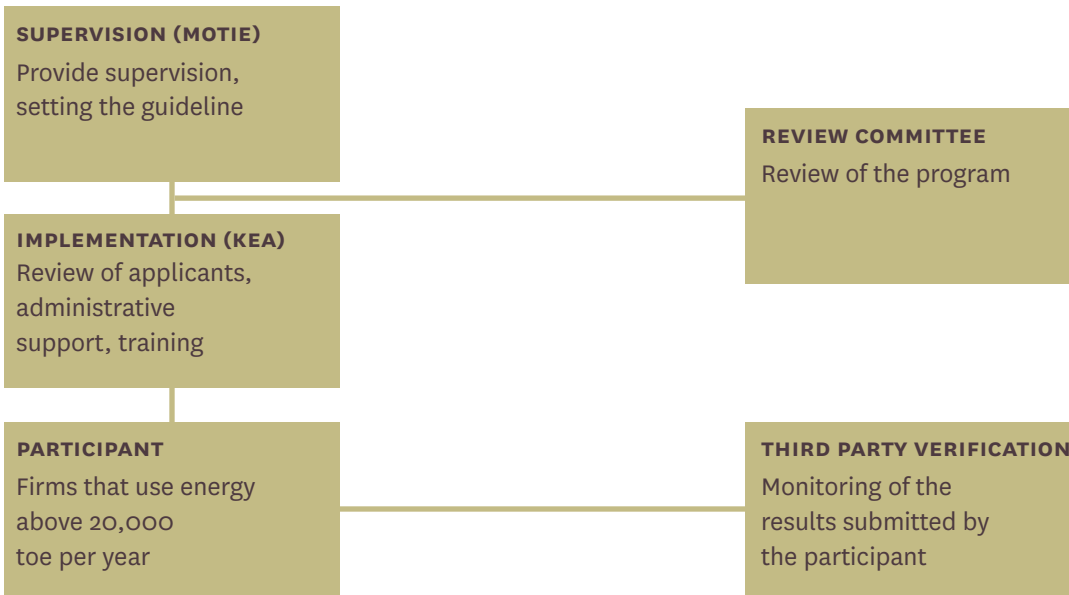 SUPERVISION (MOTIE)
Provide supervision,
setting the guideline
REVIEW COMMITTEE
Review of the program
IMPLEMENTATION (KEA)
Review of applicants,
administrative
support, training
PARTICIPANT
Firms that use energy
above 20,000
toe per year
THIRD PARTY VERIFICATION
Monitoring of the
results submitted by
the participant